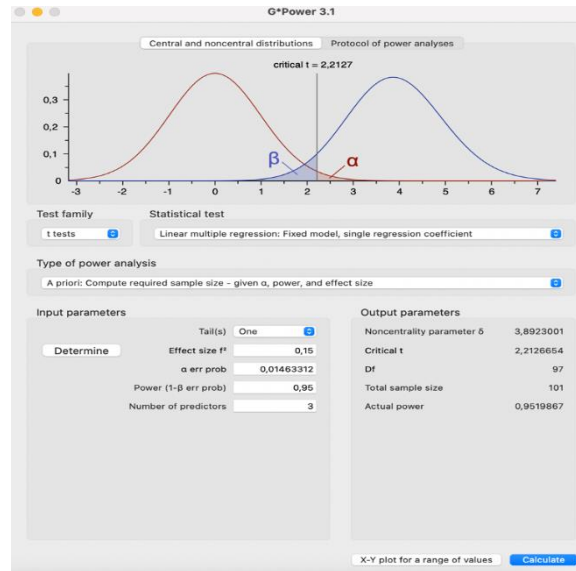 G*Power 3.1
Central and noncentral distributions Protocol of power analyses
critical t = 2,2127
0,3
0,2
0,1
0
β α
-3 -2 -1 0 1 2 3 4 5 6 7
Test family Statistical test
t tests Linear multiple regression: Fixed model, single regression coefficient
Type of power analysis
A priori: Compute required sample size - given α, power, and effect size
Input parameters Output parameters
Tail(s) One Noncentrality parameter δ 3,8923001
Determine Effect size f² 0,15 Critical t 2,2126654
α err prob 0,01463312 Df 97
Power (1-β err prob) 0,95 Total sample size 101
Number of predictors 3 Actual power 0,9519867
X-Y plot for a range of values Calculate